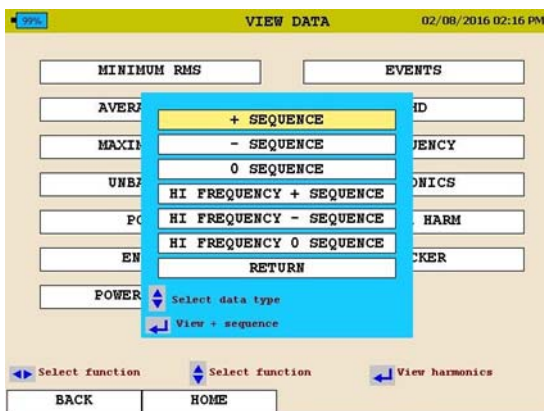 99% VIEW DATA 02/08/2016 02:16 PM
MINIMUM RMS EVENTS
+ SEQUENCE
- SEQUENCE
0 SEQUENCE
HI FREQUENCY + SEQUENCE
HI FREQUENCY - SEQUENCE
HARM
HI FREQUENCY 0 SEQUENCE
RETURN
POWER
Select data type
View + sequence
Select function Select function View harmonics
BACK HOME